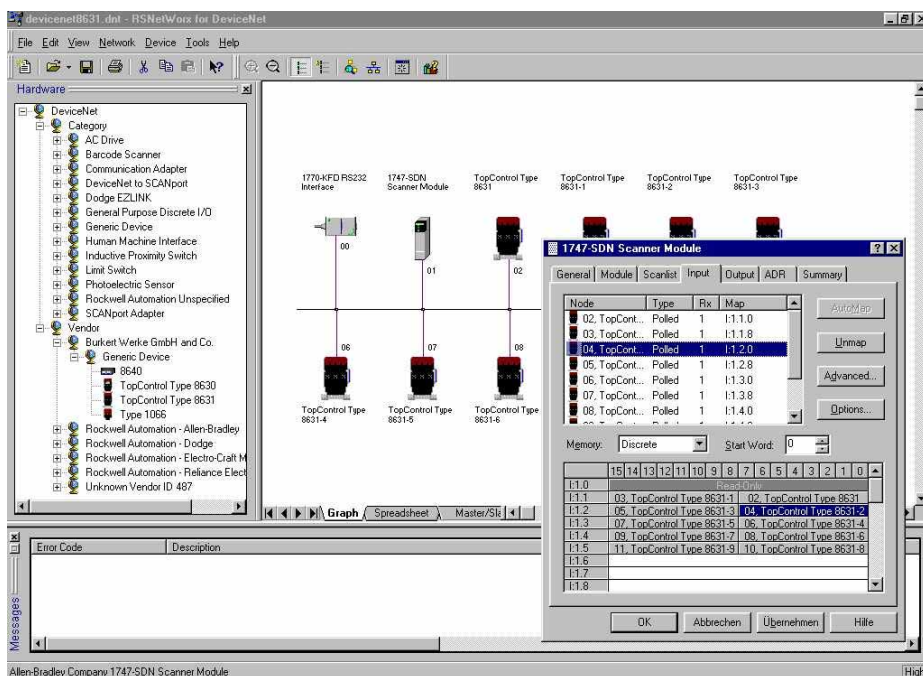 devicenet8631.dnt - RSNetWorx for DeviceNet
File Edit View Network Device Tools Help
Hardware
DeviceNet
Category
AC Drive
Barcode Scanner
Communication Adapter
DeviceNet to SCANport
Dodge EZLINK
General Purpose Discrete I/O
Generic Device
Human Machine Interface
Inductive Proximity Switch
Limit Switch
Photoelectric Sensor
Rockwell Automation Unspecified
SCANport Adapter
Vendor
Burkert Werke GmbH and Co.
Generic Device
8640
TopControl Type 8630
TopControl Type 8631
Type 1066
Rockwell Automation - Allen-Bradley
Rockwell Automation - Dodge
Rockwell Automation - Electro-Craft M
Rockwell Automation - Reliance Elect
Unknown Vendor ID 487
1770-KFD RS232
Interface
1747-SDN
Scanner Module
TopControl Type
8631
TopControl Type
8631-1
TopControl Type
8631-2
TopControl Type
8631-3
00
01
02
06
07
08
TopControl Type
8631-4
TopControl Type
8631-5
TopControl Type
8631-6
Graph Spreadsheet Master/Sla
1747-SDN Scanner Module
General Module Scanlist Input Output ADR Summary
Node Type Rx Map
02, TopCont... Polled 1 I:1.1.0
03, TopCont... Polled 1 I:1.1.8
04, TopCont... Polled 1 I:1.2.0
05, TopCont... Polled 1 I:1.2.8
06, TopCont... Polled 1 I:1.3.0
07, TopCont... Polled 1 I:1.3.8
08, TopCont... Polled 1 I:1.4.0
AutoMap
Unmap
Advanced...
Options...
Memory: Discrete Start Word: 0
15 14 13 12 11 10 9 8 7 6 5 4 3 2 1 0
I:1.0 Read-Only
I:1.1 03, TopControl Type 8631-1 02, TopControl Type 8631
I:1.2 05, TopControl Type 8631-3 04, TopControl Type 8631-2
I:1.3 07, TopControl Type 8631-5 06, TopControl Type 8631-4
I:1.4 09, TopControl Type 8631-7 08, TopControl Type 8631-6
I:1.5 11, TopControl Type 8631-9 10, TopControl Type 8631-8
I:1.6
I:1.7
I:1.8
OK Abbrechen Übernehmen Hilfe
Messages
Error Code Description
Allen-Bradley Company 1747-SDN Scanner Module
High